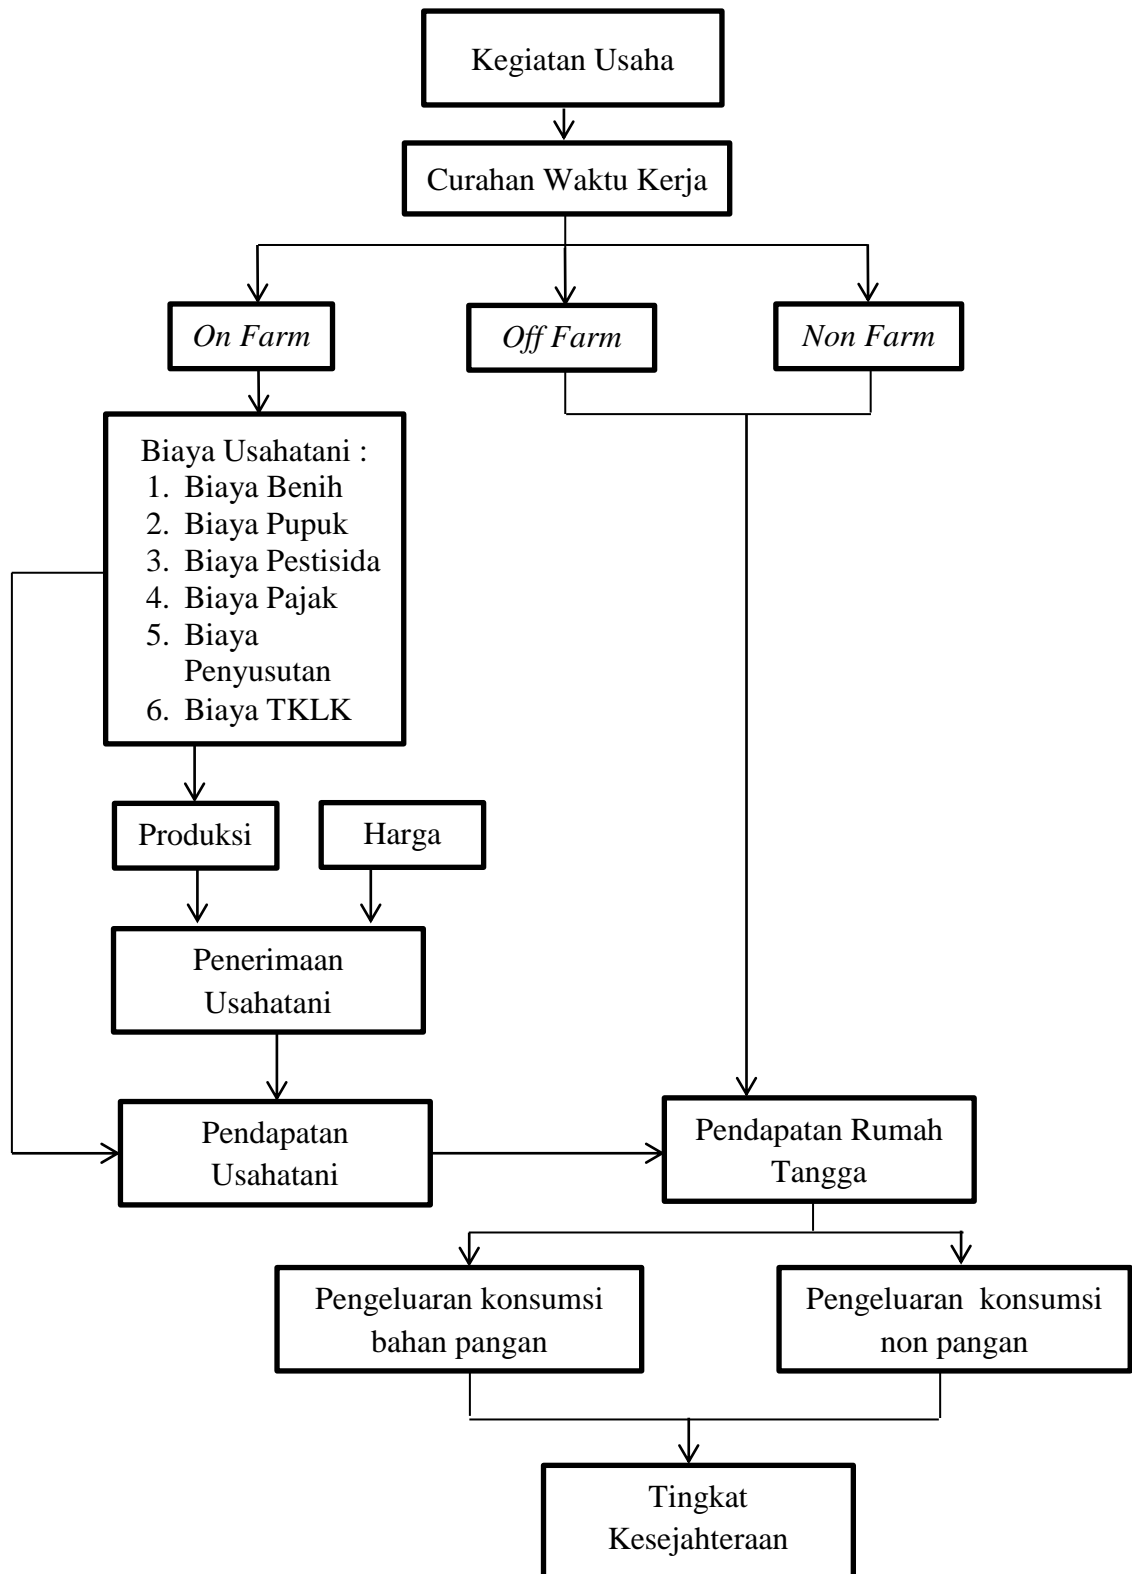 Kegiatan Usaha
Curahan Waktu Kerja
On Farm
Off Farm
Non Farm
Biaya Usahatani :
1. Biaya Benih
2. Biaya Pupuk
3. Biaya Pestisida
4. Biaya Pajak
5. Biaya
Penyusutan
6. Biaya TKLK
Produksi
Harga
Penerimaan
Usahatani
Pendapatan
Usahatani
Pendapatan Rumah
Tangga
Pengeluaran konsumsi
bahan pangan
Pengeluaran konsumsi
non pangan
Tingkat
Kesejahteraan